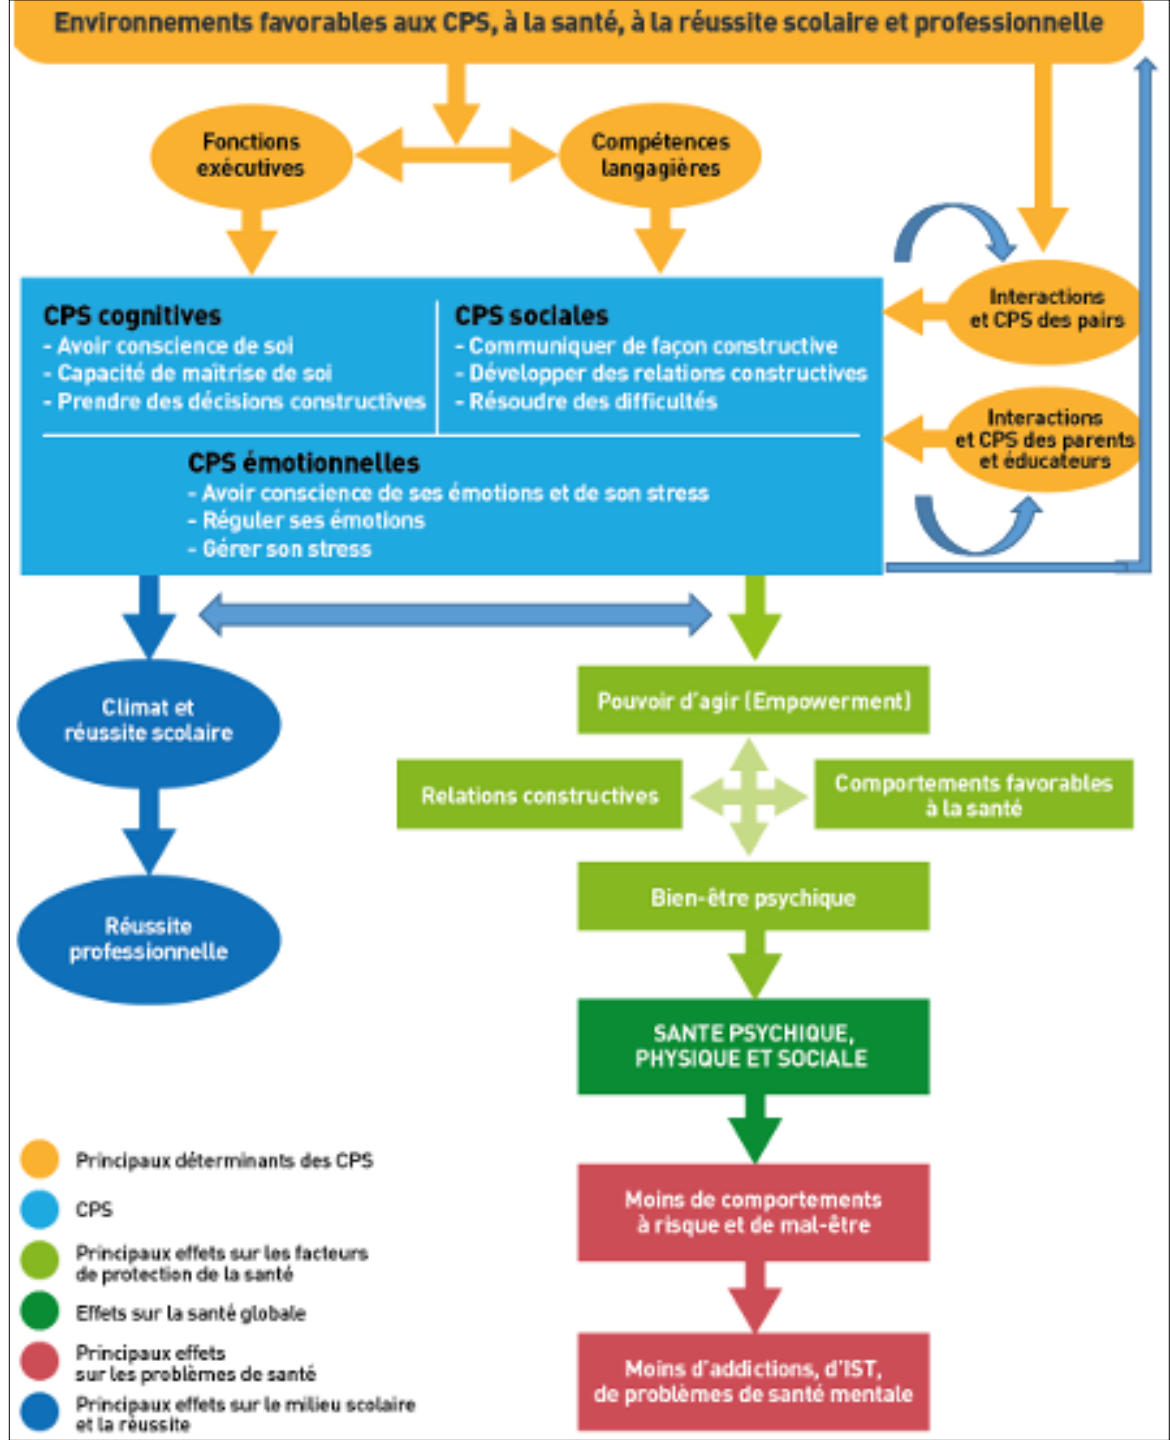 Environnements favorables aux CPS, à la santé, à la réussite scolaire et professionnelle
Fonctions
exécutives
Compétences
langagières
Interactions
et CPS des pairs
CPS cognitives
- Avoir conscience de soi
- Capacité de maîtrise de soi
- Prendre des décisions constructives
CPS sociales
- Communiquer de façon constructive
- Développer des relations constructives
- Résoudre des difficultés
Interactions
et CPS des parents
et éducateurs
CPS émotionnelles
- Avoir conscience de ses émotions et de son stress
- Réguler ses émotions
- Gérer son stress
Climat et
réussite scolaire
Pouvoir d'agir (Empowerment)
Relations constructives
Comportements favorables
à la santé
Bien-être psychique
Réussite
professionnelle
SANTE PSYCHIQUE,
PHYSIQUE ET SOCIALE
Moins de comportements
à risque et de mal-être
Moins d'addictions, d'IST,
de problèmes de santé mentale
Principaux déterminants des CPS
CPS
Principaux effets sur les facteurs
de protection de la santé
Effets sur la santé globale
Principaux effets
sur les problèmes de santé
Principaux effets sur le milieu scolaire
et la réussite